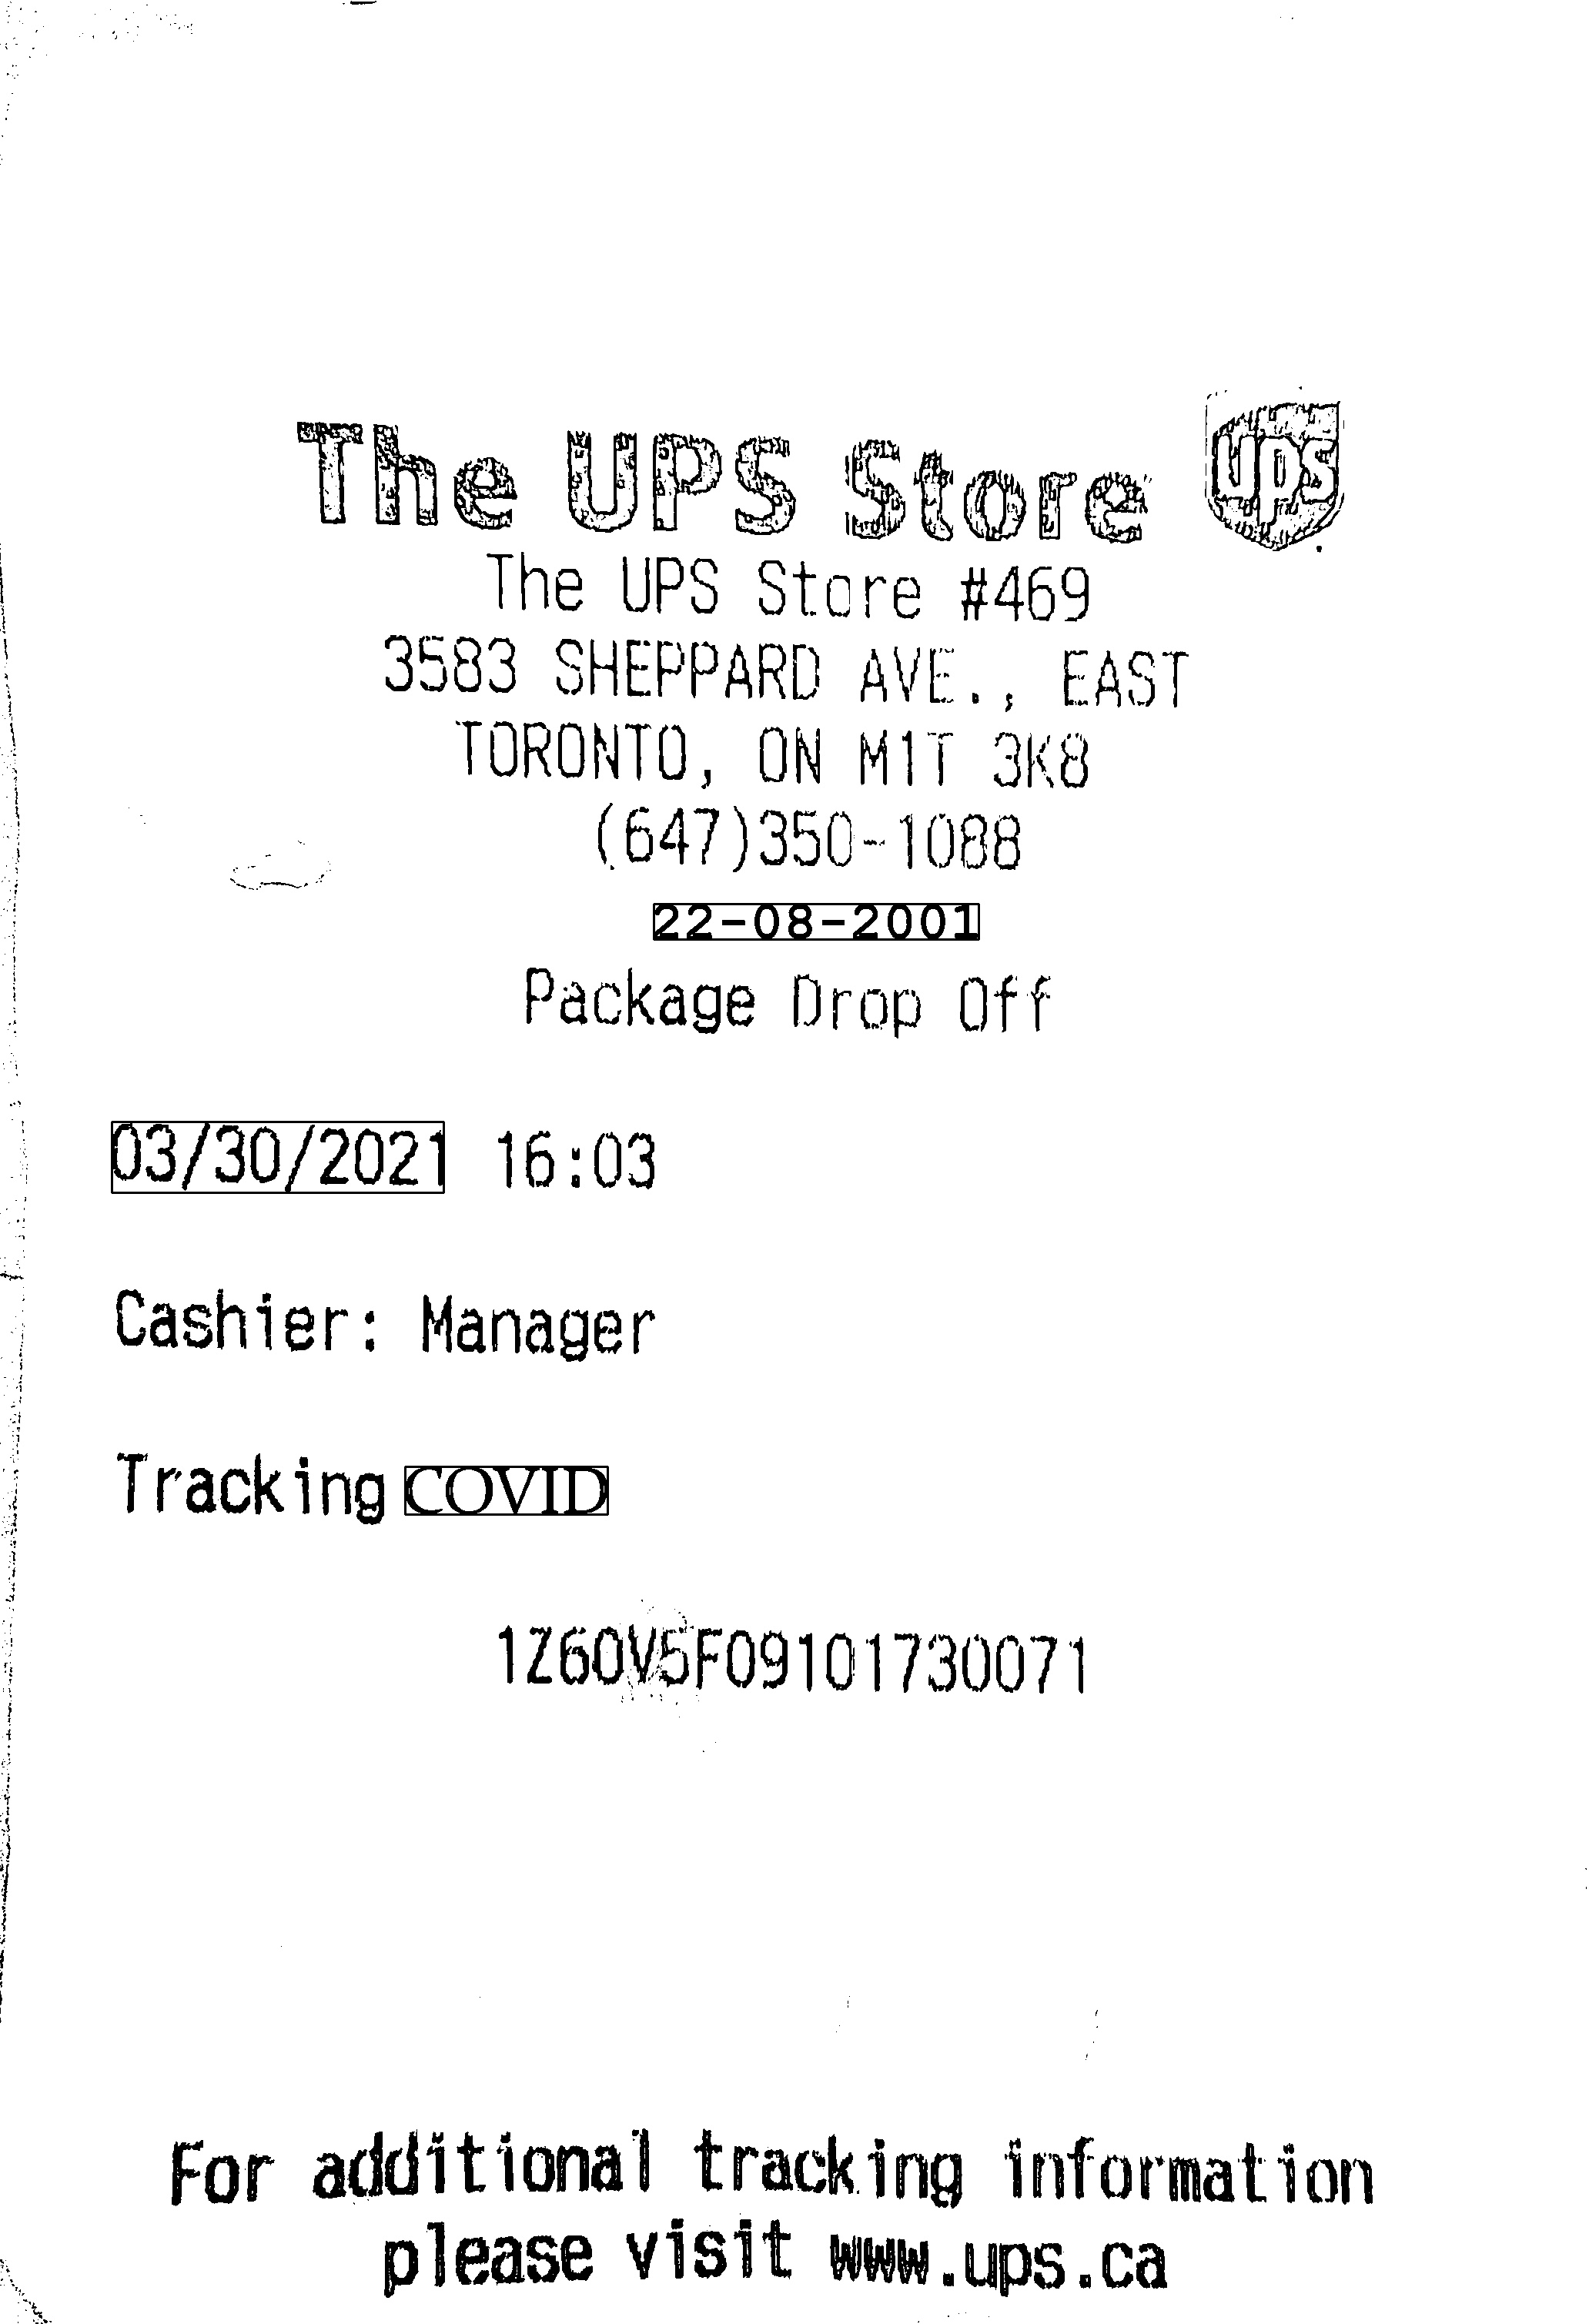 The UPS Store ups
The UPS Store #469
3583 SHEPPARD AVE., EAST
TORONTO, ON M1T 3K8
(647)350-1088
22-08-2001
Package Drop Off
03/30/2021 16:03
Cashier: Manager
Tracking COVID
1Z60V5F09101730071
For additional tracking information
please visit www.ups.ca